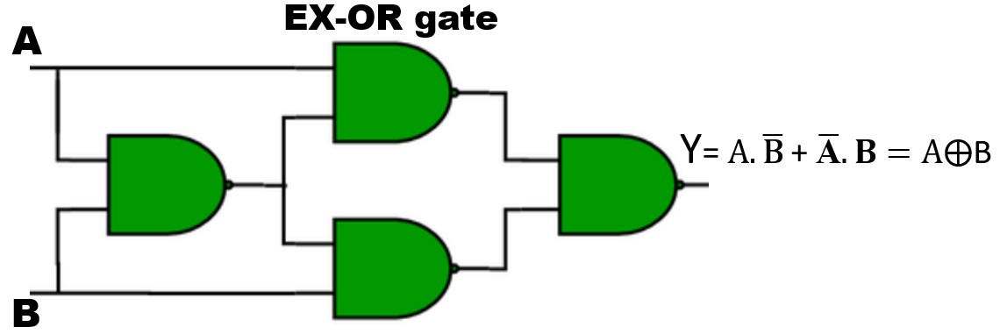 EX-OR gate
A
Y= A. B̅ + A̅. B = A⊕B
B